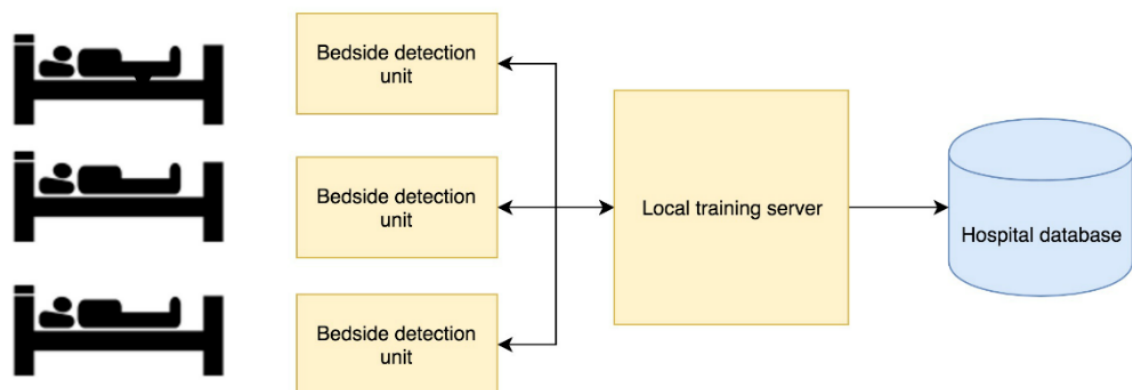 Bedside detection
unit
Bedside detection
unit
Local training server
Hospital database
Bedside detection
unit